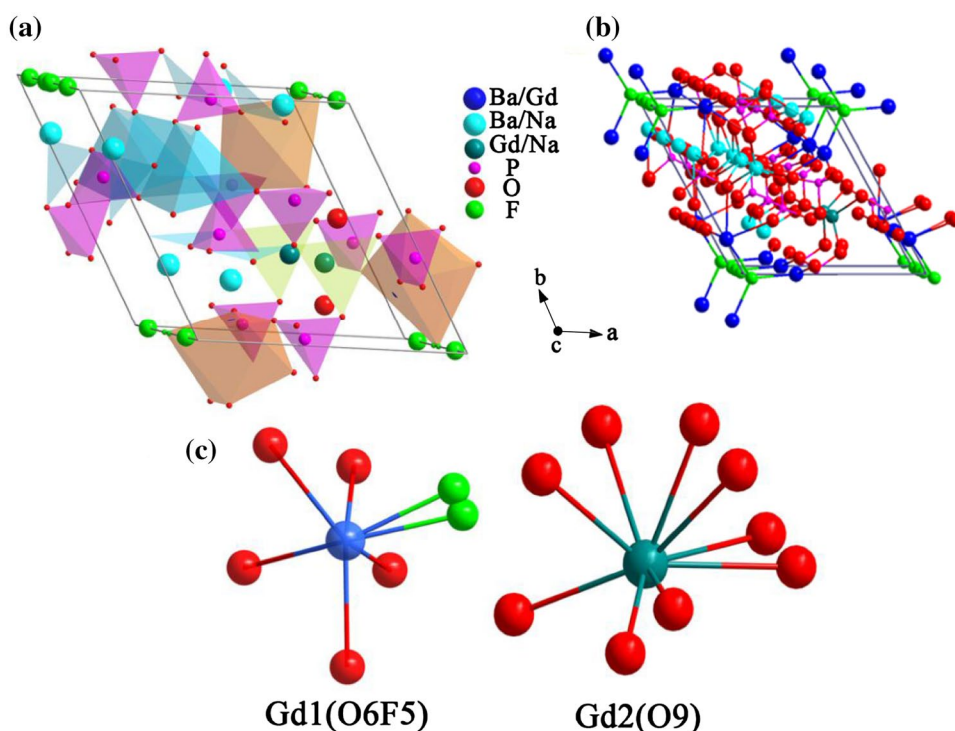 (a)
(b)
Ba/Gd
Ba/Na
Gd/Na
P
O
F
b
c
a
(c)
Gd1(O6F5)
Gd2(O9)